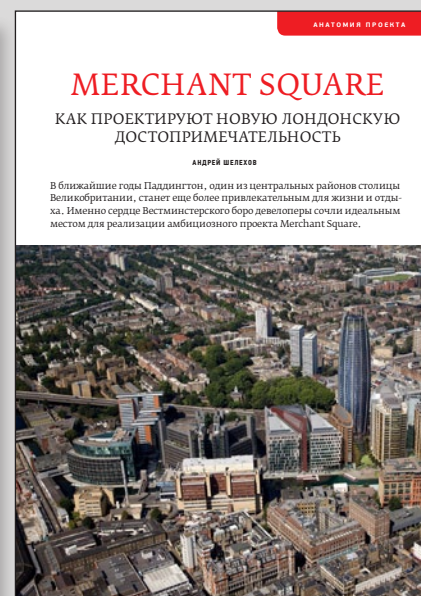 АНАТОМИЯ ПРОЕКТА
MERCHANT SQUARE
КАК ПРОЕКТИРУЮТ НОВУЮ ЛОНДОНСКУЮ
ДОСТОПРИМЕЧАТЕЛЬНОСТЬ
АНДРЕЙ ШЕЛЕХОВ
В ближайшие годы Паддингтон, один из центральных районов столицы
Великобритании, станет еще более привлекательным для жизни и отды-
ха. Именно сердце Вестминстерского боро девелоперы сочли идеальным
местом для реализации амбициозного проекта Merchant Square.